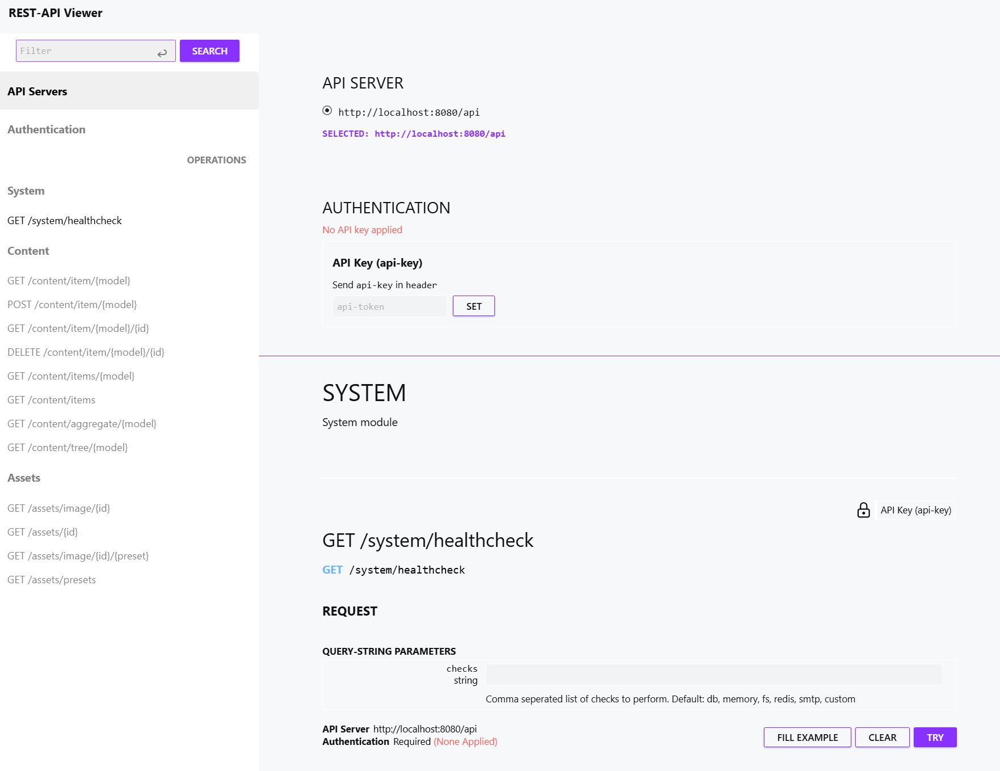 REST-API Viewer
Filter
SEARCH
API Servers
Authentication
OPERATIONS
System
GET /system/healthcheck
Content
GET /content/item/{model}
POST /content/item/{model}
GET /content/item/{model}/{id}
DELETE /content/item/{model}/{id}
GET /content/items/{model}
GET /content/items
GET /content/aggregate/{model}
GET /content/tree/{model}
Assets
GET /assets/image/{id}
GET /assets/{id}
GET /assets/image/{id}/{preset}
GET /assets/presets
API SERVER
http://localhost:8080/api
SELECTED: http://localhost:8080/api
AUTHENTICATION
No API key applied
API Key (api-key)
Send api-key in header
api-token
SET
SYSTEM
System module
API Key (api-key)
GET /system/healthcheck
GET /system/healthcheck
REQUEST
QUERY-STRING PARAMETERS
checks
string
Comma seperated list of checks to perform. Default: db, memory, fs, redis, smtp, custom
API Server http://localhost:8080/api
Authentication Required (None Applied)
FILL EXAMPLE
CLEAR
TRY